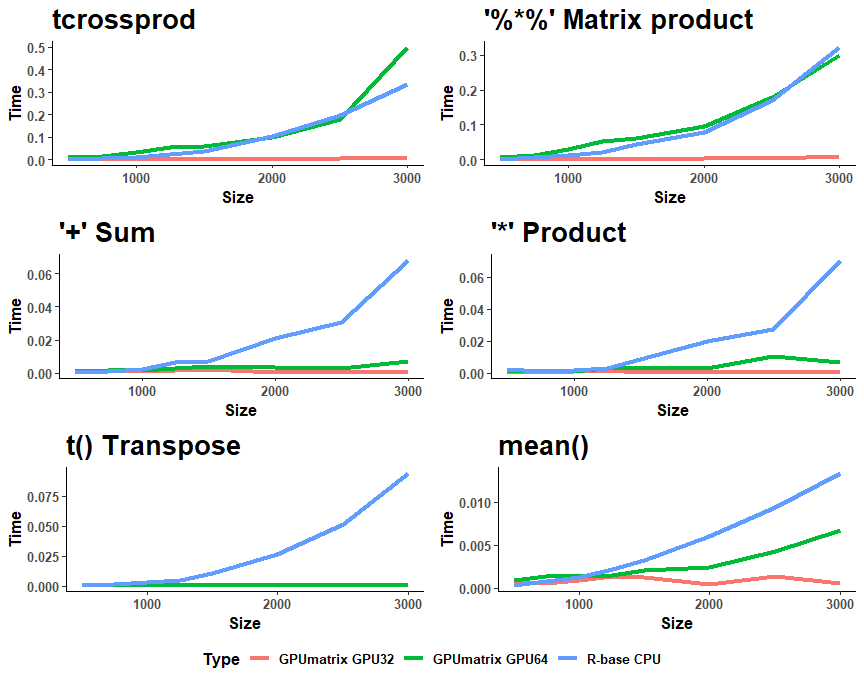 tcrossprod
Time
0.5
0.4
0.3
0.2
0.1
0.0
1000 2000 3000
Size
'%*%' Matrix product
Time
0.3
0.2
0.1
0.0
1000 2000 3000
Size
'+' Sum
Time
0.06
0.04
0.02
0.00
1000 2000 3000
Size
'*' Product
Time
0.06
0.04
0.02
0.00
1000 2000 3000
Size
t() Transpose
Time
0.075
0.050
0.025
0.000
1000 2000 3000
Size
mean()
Time
0.010
0.005
0.000
1000 2000 3000
Size
Type GPUmatrix GPU32 GPUmatrix GPU64 R-base CPU